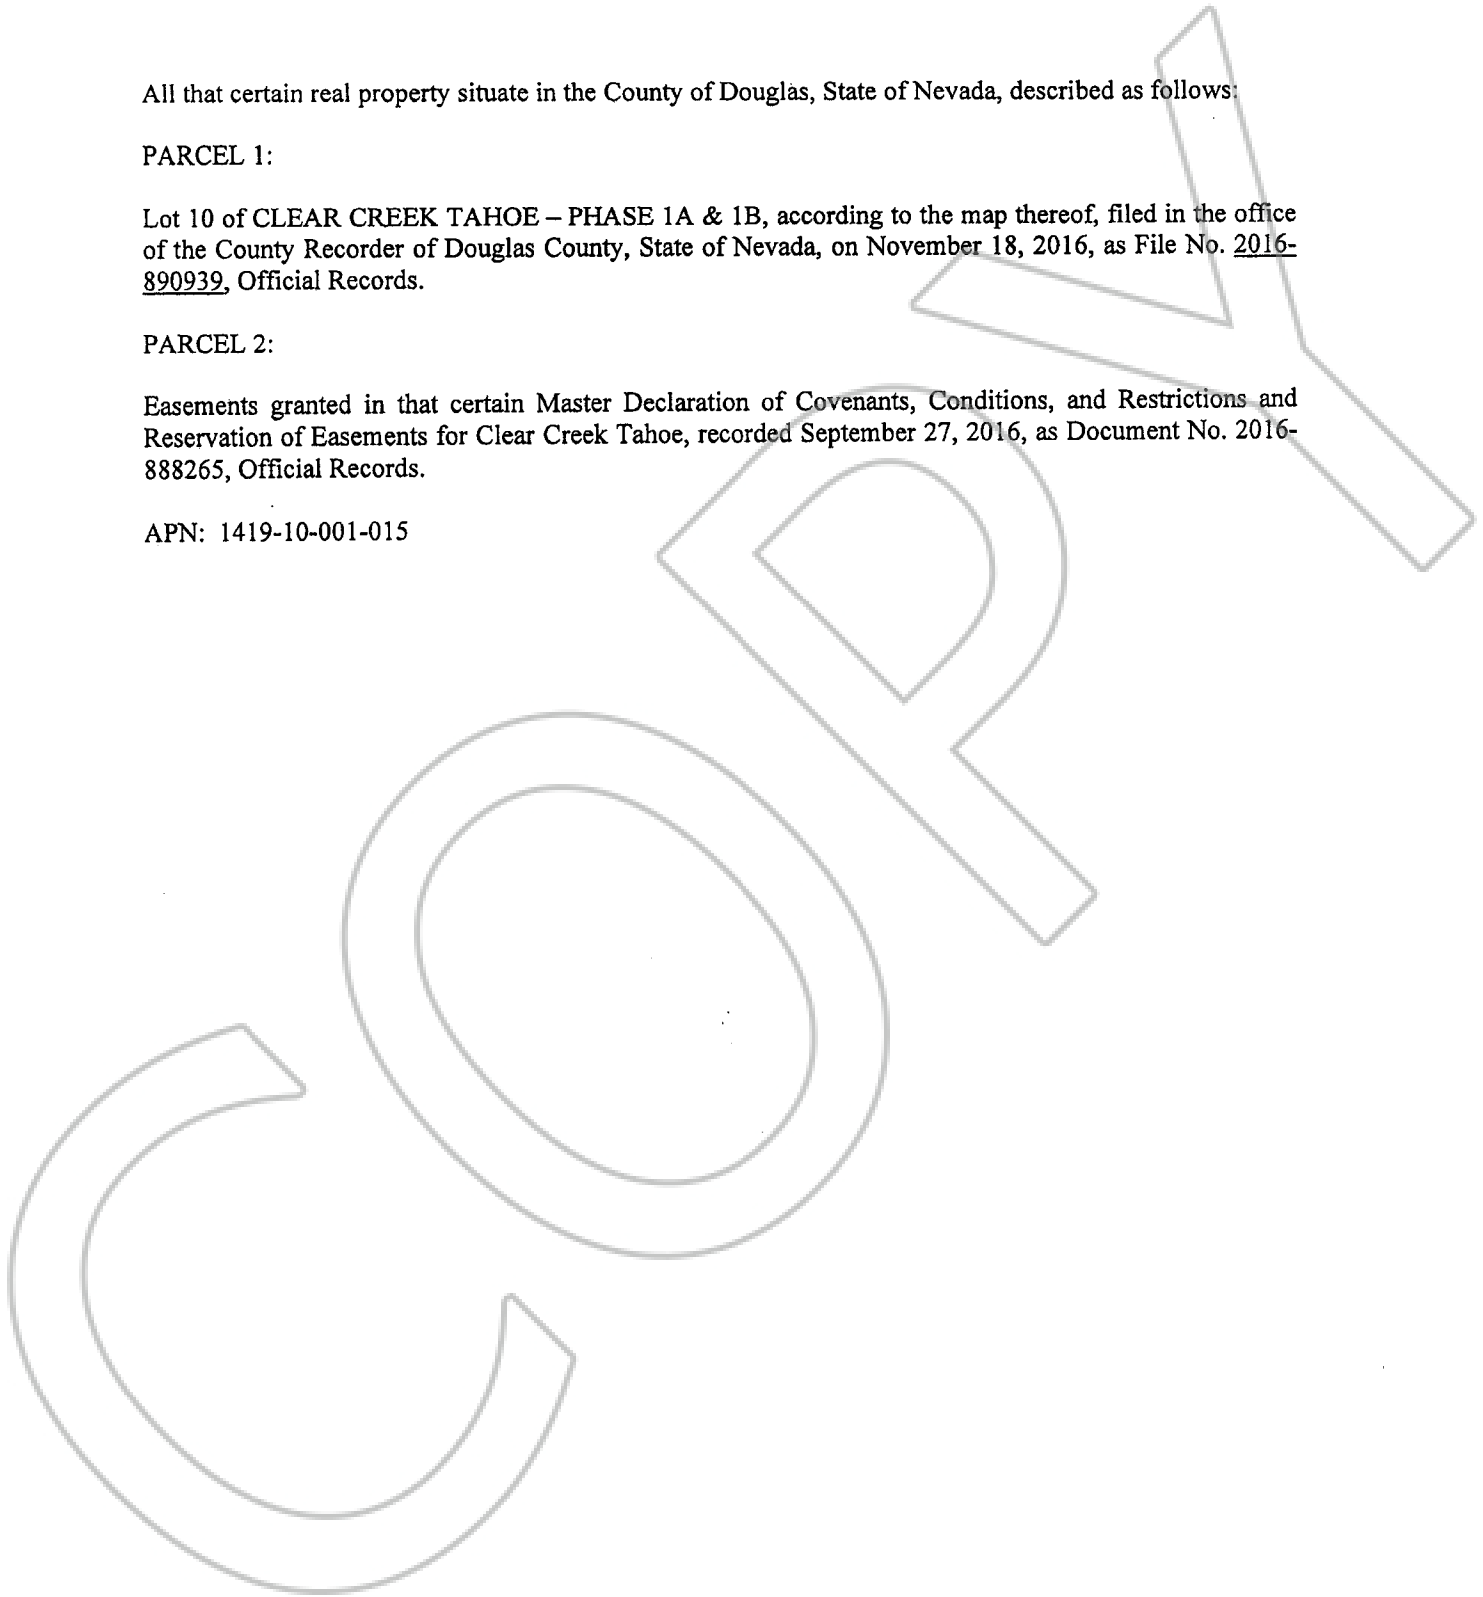 All that certain real property situate in the County of Douglas, State of Nevada, described as follows:
PARCEL 1:
Lot 10 of CLEAR CREEK TAHOE – PHASE 1A & 1B, according to the map thereof, filed in the office
of the County Recorder of Douglas County, State of Nevada, on November 18, 2016, as File No. 2016-
890939, Official Records.
PARCEL 2:
Easements granted in that certain Master Declaration of Covenants, Conditions, and Restrictions and
Reservation of Easements for Clear Creek Tahoe, recorded September 27, 2016, as Document No. 2016-
888265, Official Records.
APN: 1419-10-001-015
COPY